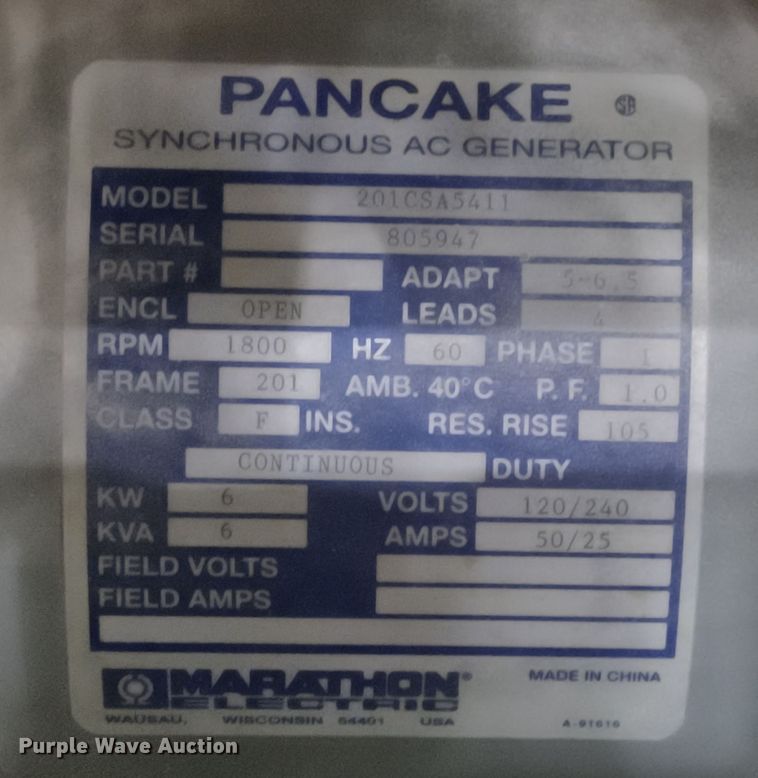 PANCAKE SA
SYNCHRONOUS AC GENERATOR
MODEL 201CSA5411
SERIAL 805947
PART # ADAPT 5-6.5
ENCL OPEN LEADS 4
RPM 1800 HZ 60 PHASE 1
FRAME 201 AMB. 40°C P. F. 1.0
CLASS F INS. RES. RISE 105
CONTINUOUS DUTY
KW 6 VOLTS 120/240
KVA 6 AMPS 50/25
FIELD VOLTS
FIELD AMPS
MARATHON® MADE IN CHINA
ELECTRIC
WAUSAU, WISCONSIN 54401 USA A-91616
Purple Wave Auction